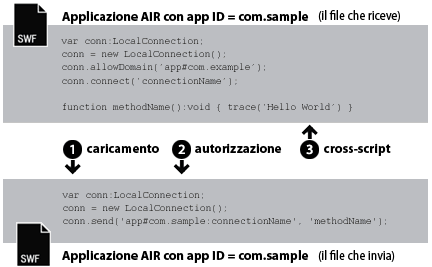 Applicazione AIR con app ID = com.sample (il file che riceve)
SWF
var conn:LocalConnection;
conn = new LocalConnection();
conn.allowDomain('app#com.example');
conn.connect('connectionName');
function methodName():void { trace('Hello World') }
1 caricamento 2 autorizzazione 3 cross-script
var conn:LocalConnection;
conn = new LocalConnection();
conn.send('app#com.sample:connectionName', 'methodName');
SWF
Applicazione AIR con app ID = com.sample (il file che invia)